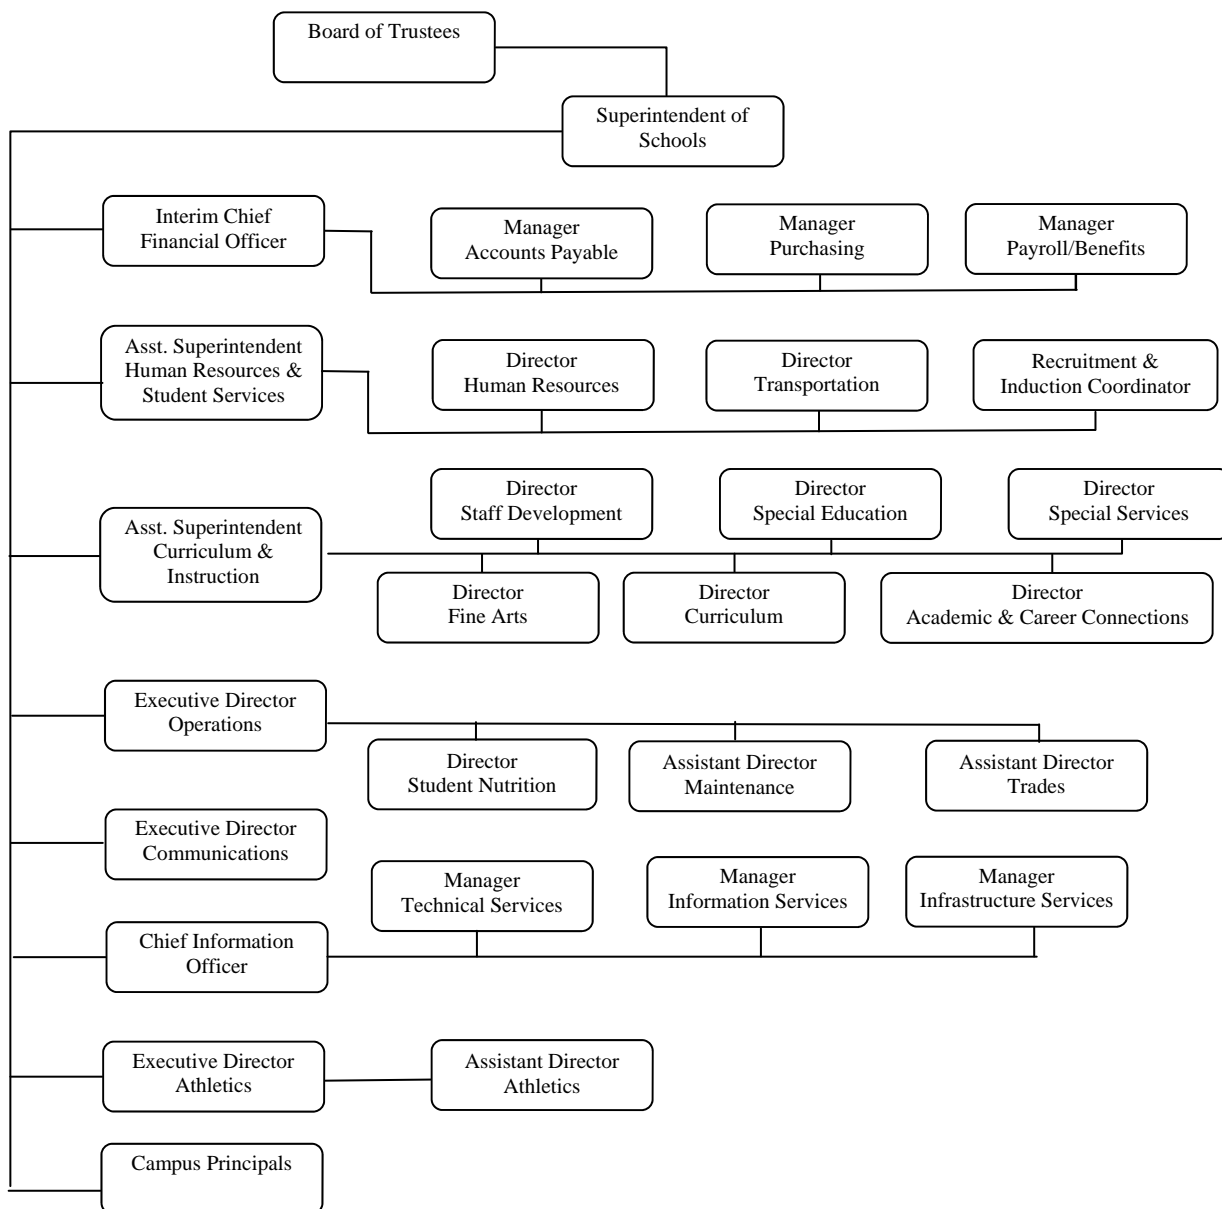 Board of Trustees
Superintendent of
Schools
Interim Chief
Financial Officer
Manager
Accounts Payable
Manager
Purchasing
Manager
Payroll/Benefits
Asst. Superintendent
Human Resources &
Student Services
Director
Human Resources
Director
Transportation
Recruitment &
Induction Coordinator
Asst. Superintendent
Curriculum &
Instruction
Director
Staff Development
Director
Special Education
Director
Special Services
Director
Fine Arts
Director
Curriculum
Director
Academic & Career Connections
Executive Director
Operations
Director
Student Nutrition
Assistant Director
Maintenance
Assistant Director
Trades
Executive Director
Communications
Chief Information
Officer
Manager
Technical Services
Manager
Information Services
Manager
Infrastructure Services
Executive Director
Athletics
Assistant Director
Athletics
Campus Principals